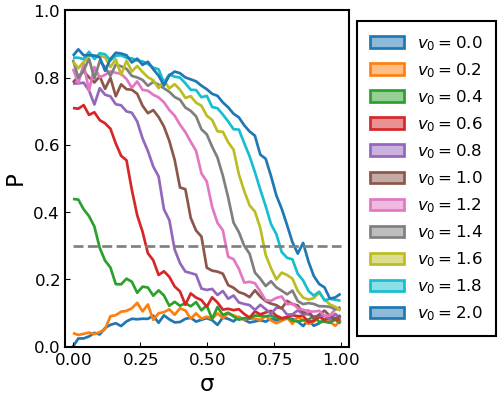 1.0
0.8
0.6
0.4
0.2
0.0
P
0.00 0.25 0.50 0.75 1.00
σ
v₀ = 0.0
v₀ = 0.2
v₀ = 0.4
v₀ = 0.6
v₀ = 0.8
v₀ = 1.0
v₀ = 1.2
v₀ = 1.4
v₀ = 1.6
v₀ = 1.8
v₀ = 2.0